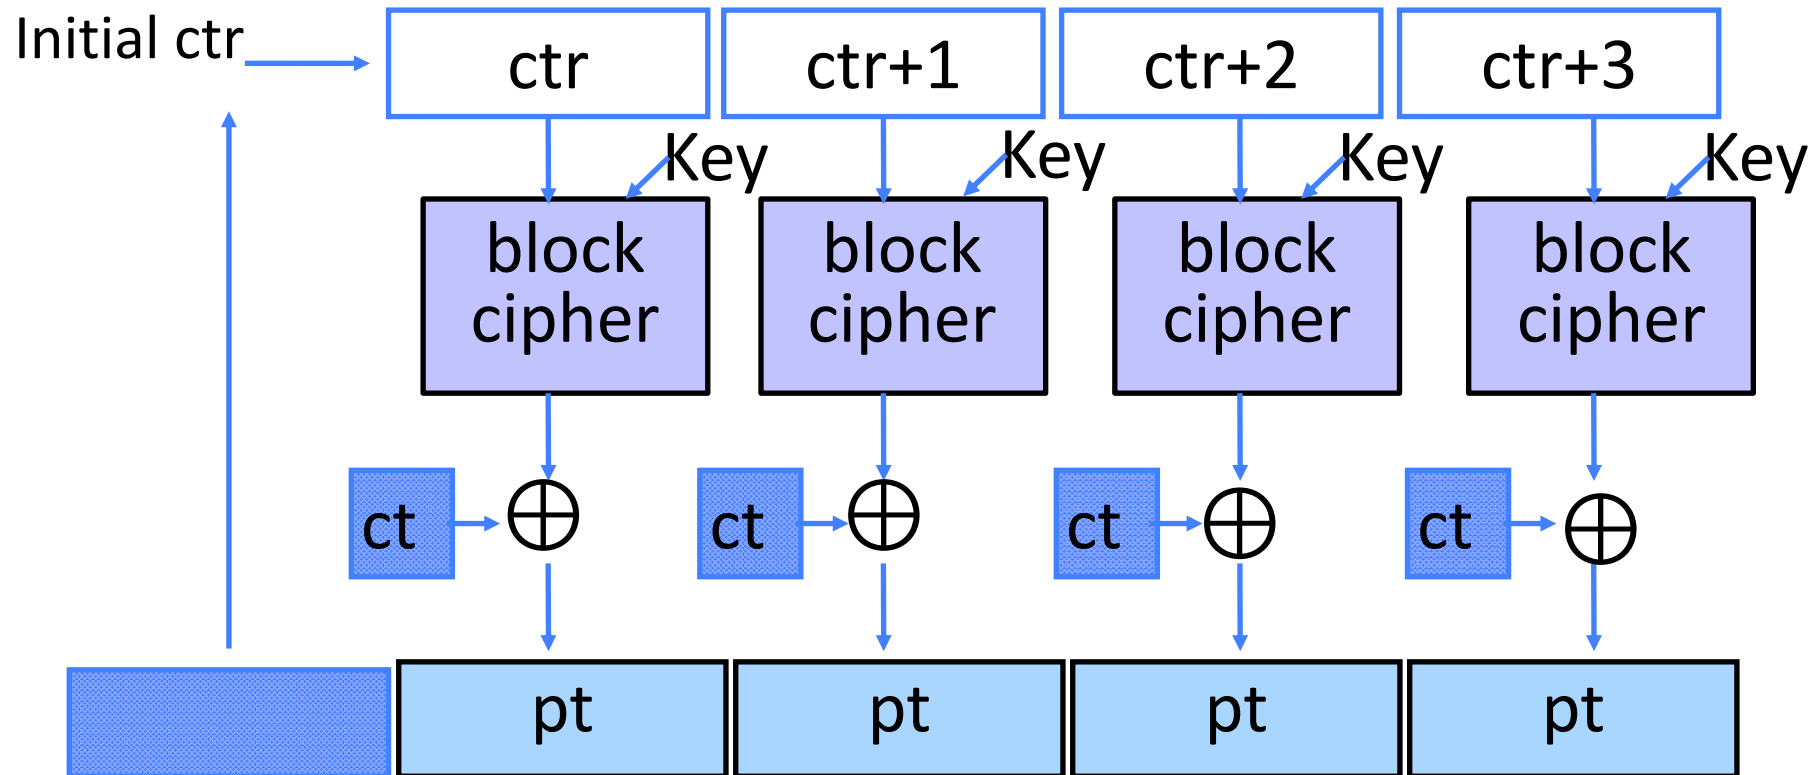 Initial ctr
ctr
ctr+1
ctr+2
ctr+3
Key
Key
Key
Key
block
cipher
block
cipher
block
cipher
block
cipher
ct
ct
ct
ct
pt
pt
pt
pt